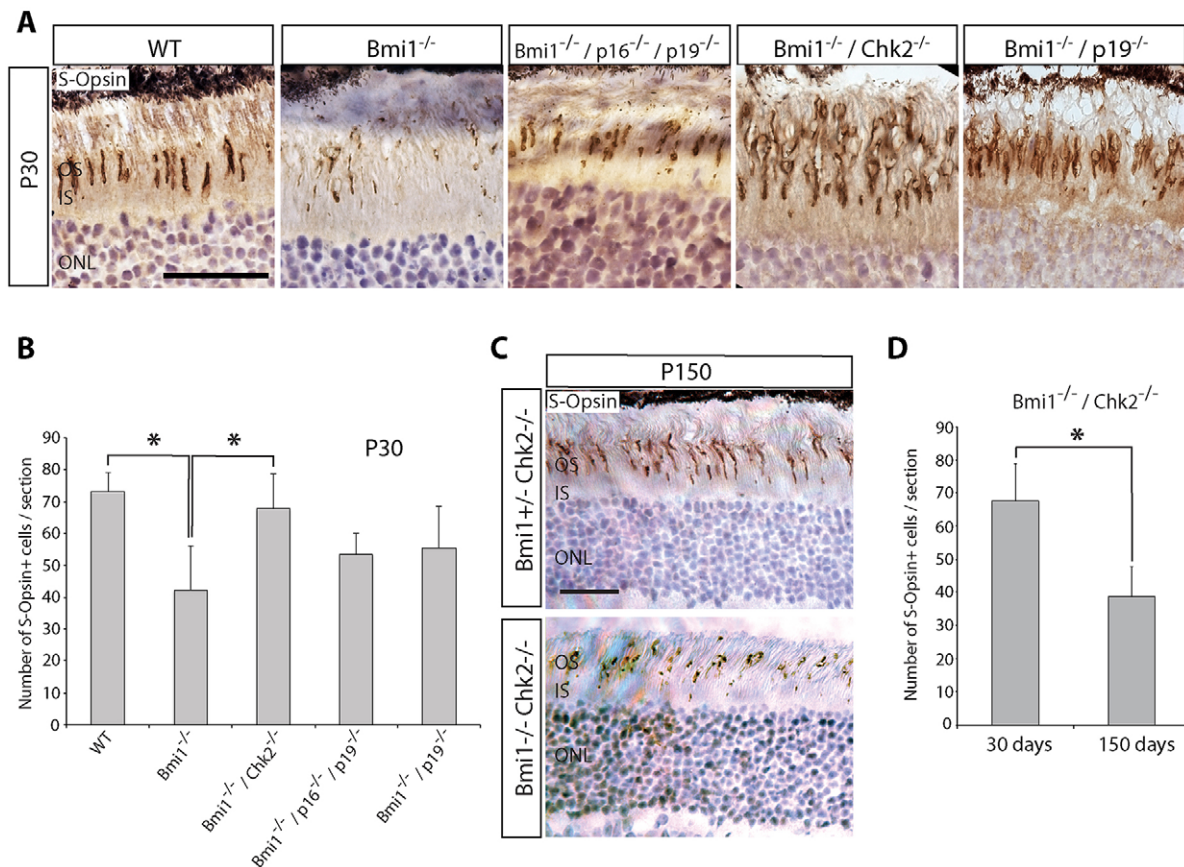 A
WT
Bmi1-/-
Bmi1-/- / p16-/- / p19-/-
Bmi1-/- / Chk2-/-
Bmi1-/- / p19-/-
P30
S-Opsin
OS
IS
ONL
B
P30
Number of S-Opsin+ cells / section
90
80
70
60
50
40
30
20
10
0
* *
WT
Bmi1-/-
Bmi1-/- / Chk2-/-
Bmi1-/- / p16-/- / p19-/-
Bmi1-/- / p19-/-
C
P150
Bmi1+/- Chk2-/-
S-Opsin
OS
IS
ONL
Bmi1-/- Chk2-/-
OS
IS
ONL
D
Bmi1-/- / Chk2-/-
Number of S-Opsin+ cells / section
90
80
70
60
50
40
30
20
10
0
*
30 days
150 days